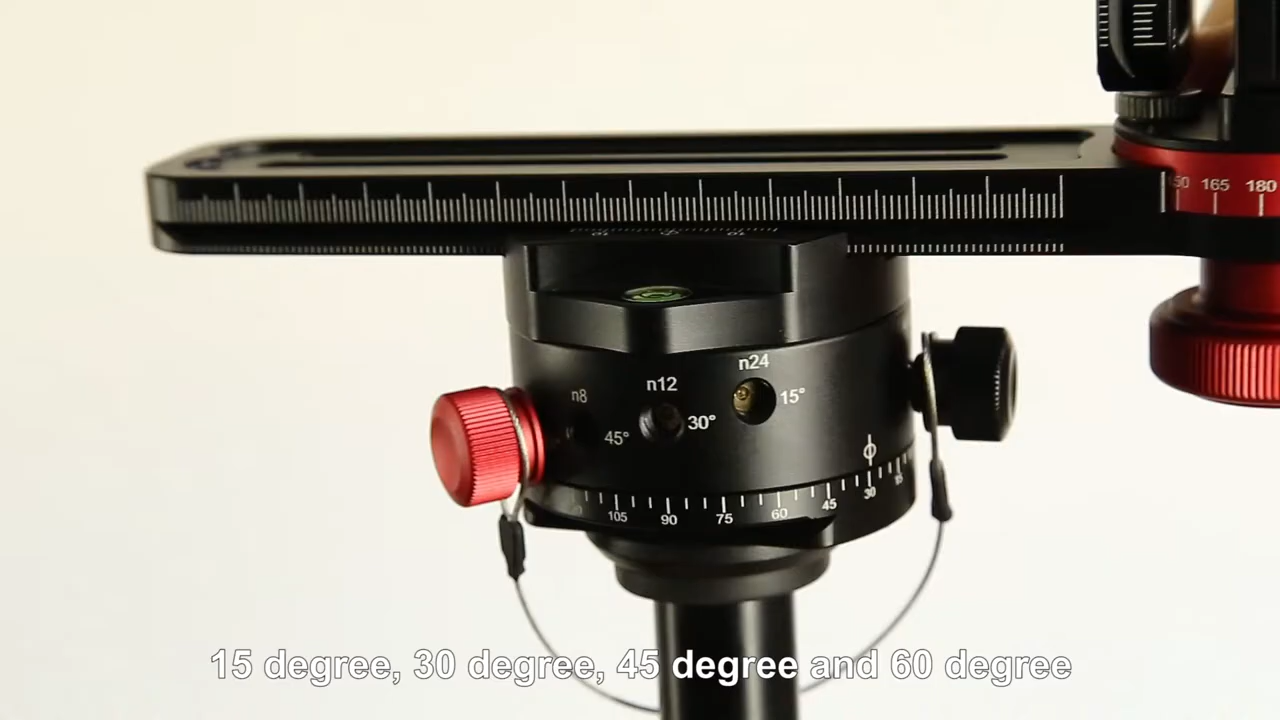 150 165 180
n24
n12
n8
15°
30°
45°
105 90 75 60 45 30 15
15 degree, 30 degree, 45 degree and 60 degree